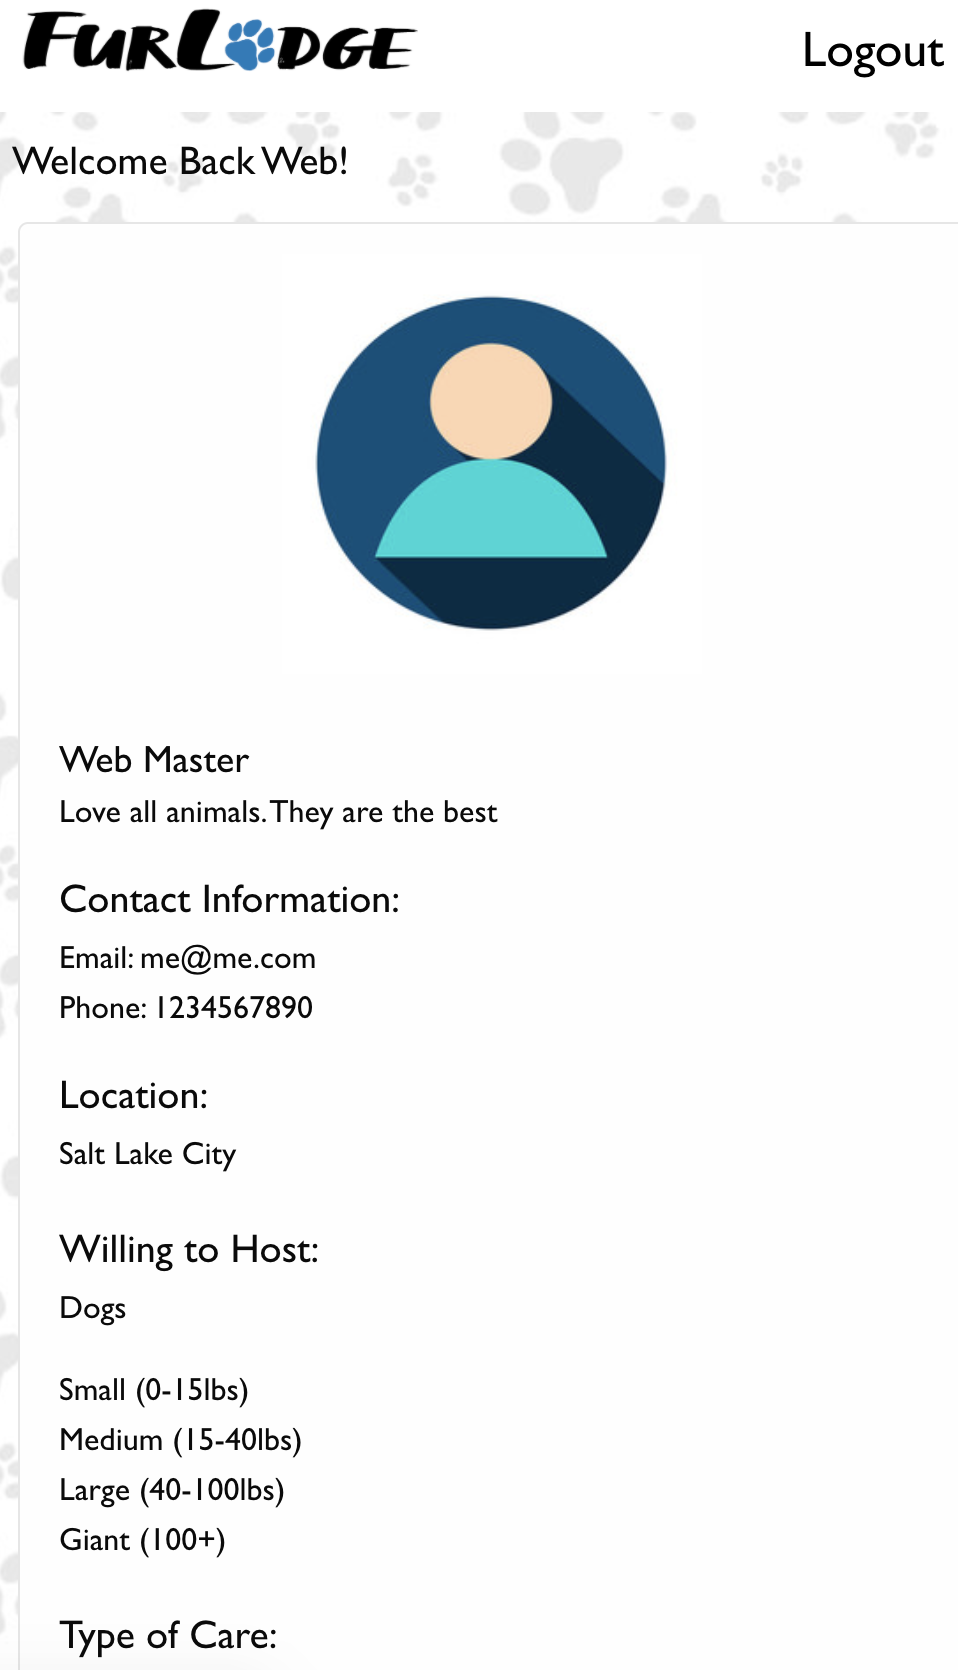 FURLODGE
Logout
Welcome Back Web!
Web Master
Love all animals. They are the best
Contact Information:
Email: me@me.com
Phone: 1234567890
Location:
Salt Lake City
Willing to Host:
Dogs
Small (0-15lbs)
Medium (15-40lbs)
Large (40-100lbs)
Giant (100+)
Type of Care: